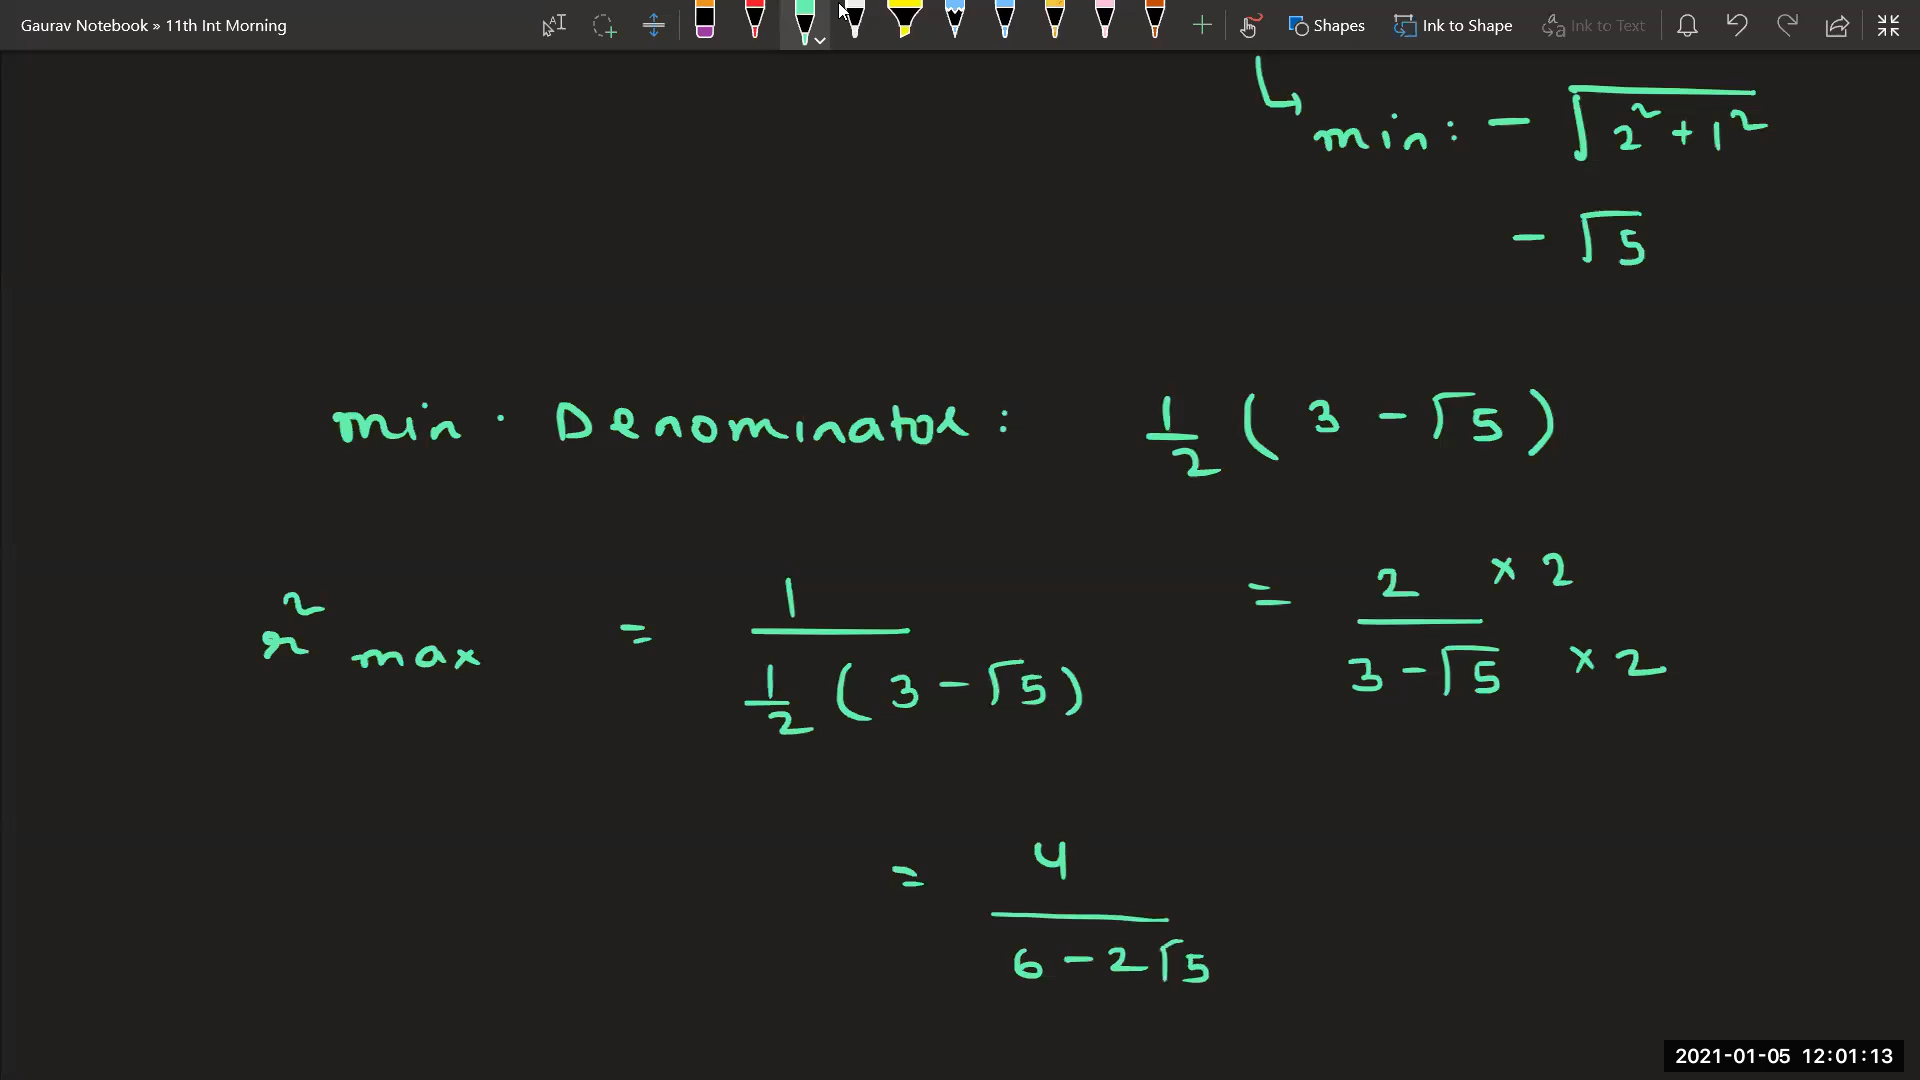 Gaurav Notebook » 11th Int Morning
Shapes Ink to Shape Ink to Text
min: - √(2² + 1²)
- √5
min. Denominator: 1/2 (3 - √5)
r² max = 1 / (1/2 (3 - √5)) = 2 × 2 / 3 - √5 × 2
= 4 / 6 - 2√5
2021-01-05 12:01:13